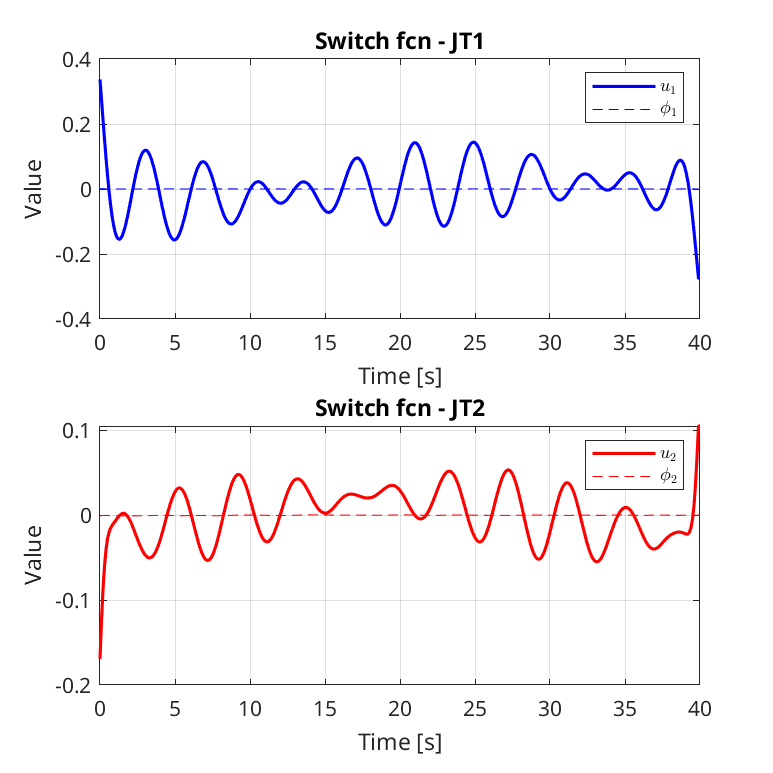 Switch fcn - JT1
0.4
0.2
0
-0.2
-0.4
Value
u₁
ϕ₁
0 5 10 15 20 25 30 35 40
Time [s]
Switch fcn - JT2
0.1
0
-0.1
-0.2
Value
u₂
ϕ₂
0 5 10 15 20 25 30 35 40
Time [s]